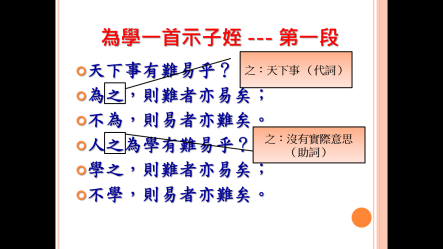 為學一首示子姪 --- 第一段
天下事有難易乎？
之：天下事（代詞）
為之，則難者亦易矣；
不為，則易者亦難矣。
人之為學有難易乎？
之：沒有實際意思
（助詞）
學之，則難者亦易矣；
不學，則易者亦難矣。